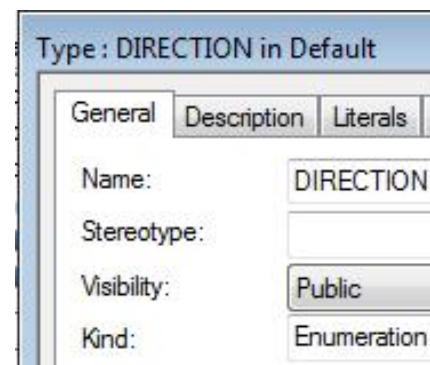 Type : DIRECTION in Default
General Description Literals
Name: DIRECTION
Stereotype:
Visibility: Public
Kind: Enumeration